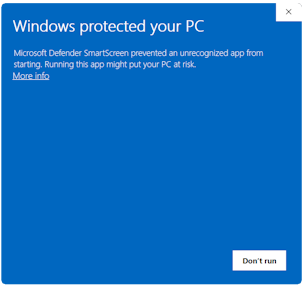 Windows protected your PC
Microsoft Defender SmartScreen prevented an unrecognized app from
starting. Running this app might put your PC at risk.
More info
Don't run